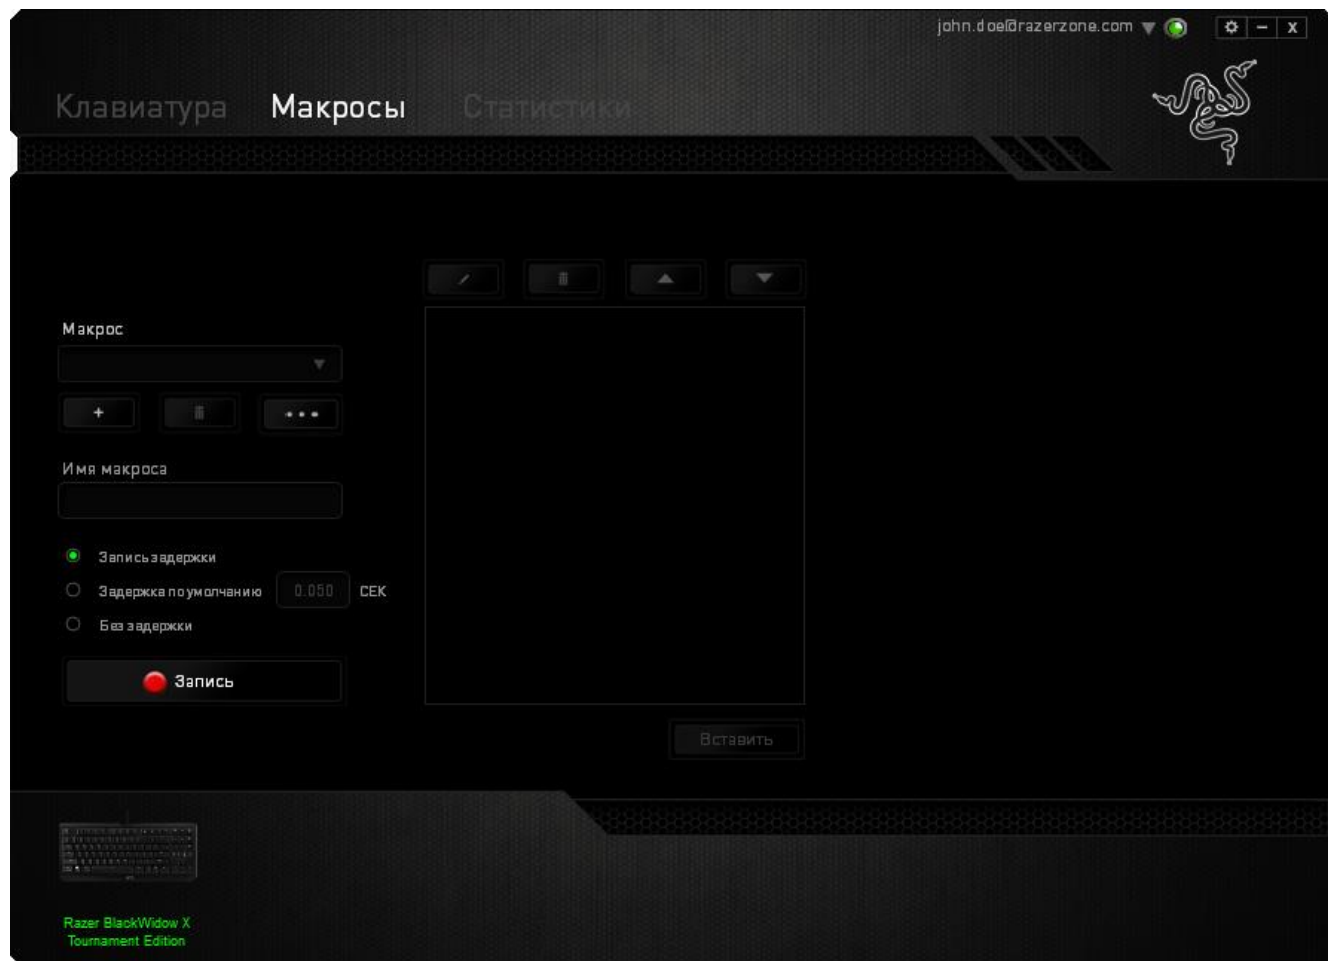 john.doe@razerzone.com
Клавиатура Макросы Статистики
Макрос
Имя макроса
Запись задержки
Задержка по умолчанию 0.050 СЕК
Без задержки
Запись
Вставить
Razer BlackWidow X
Tournament Edition